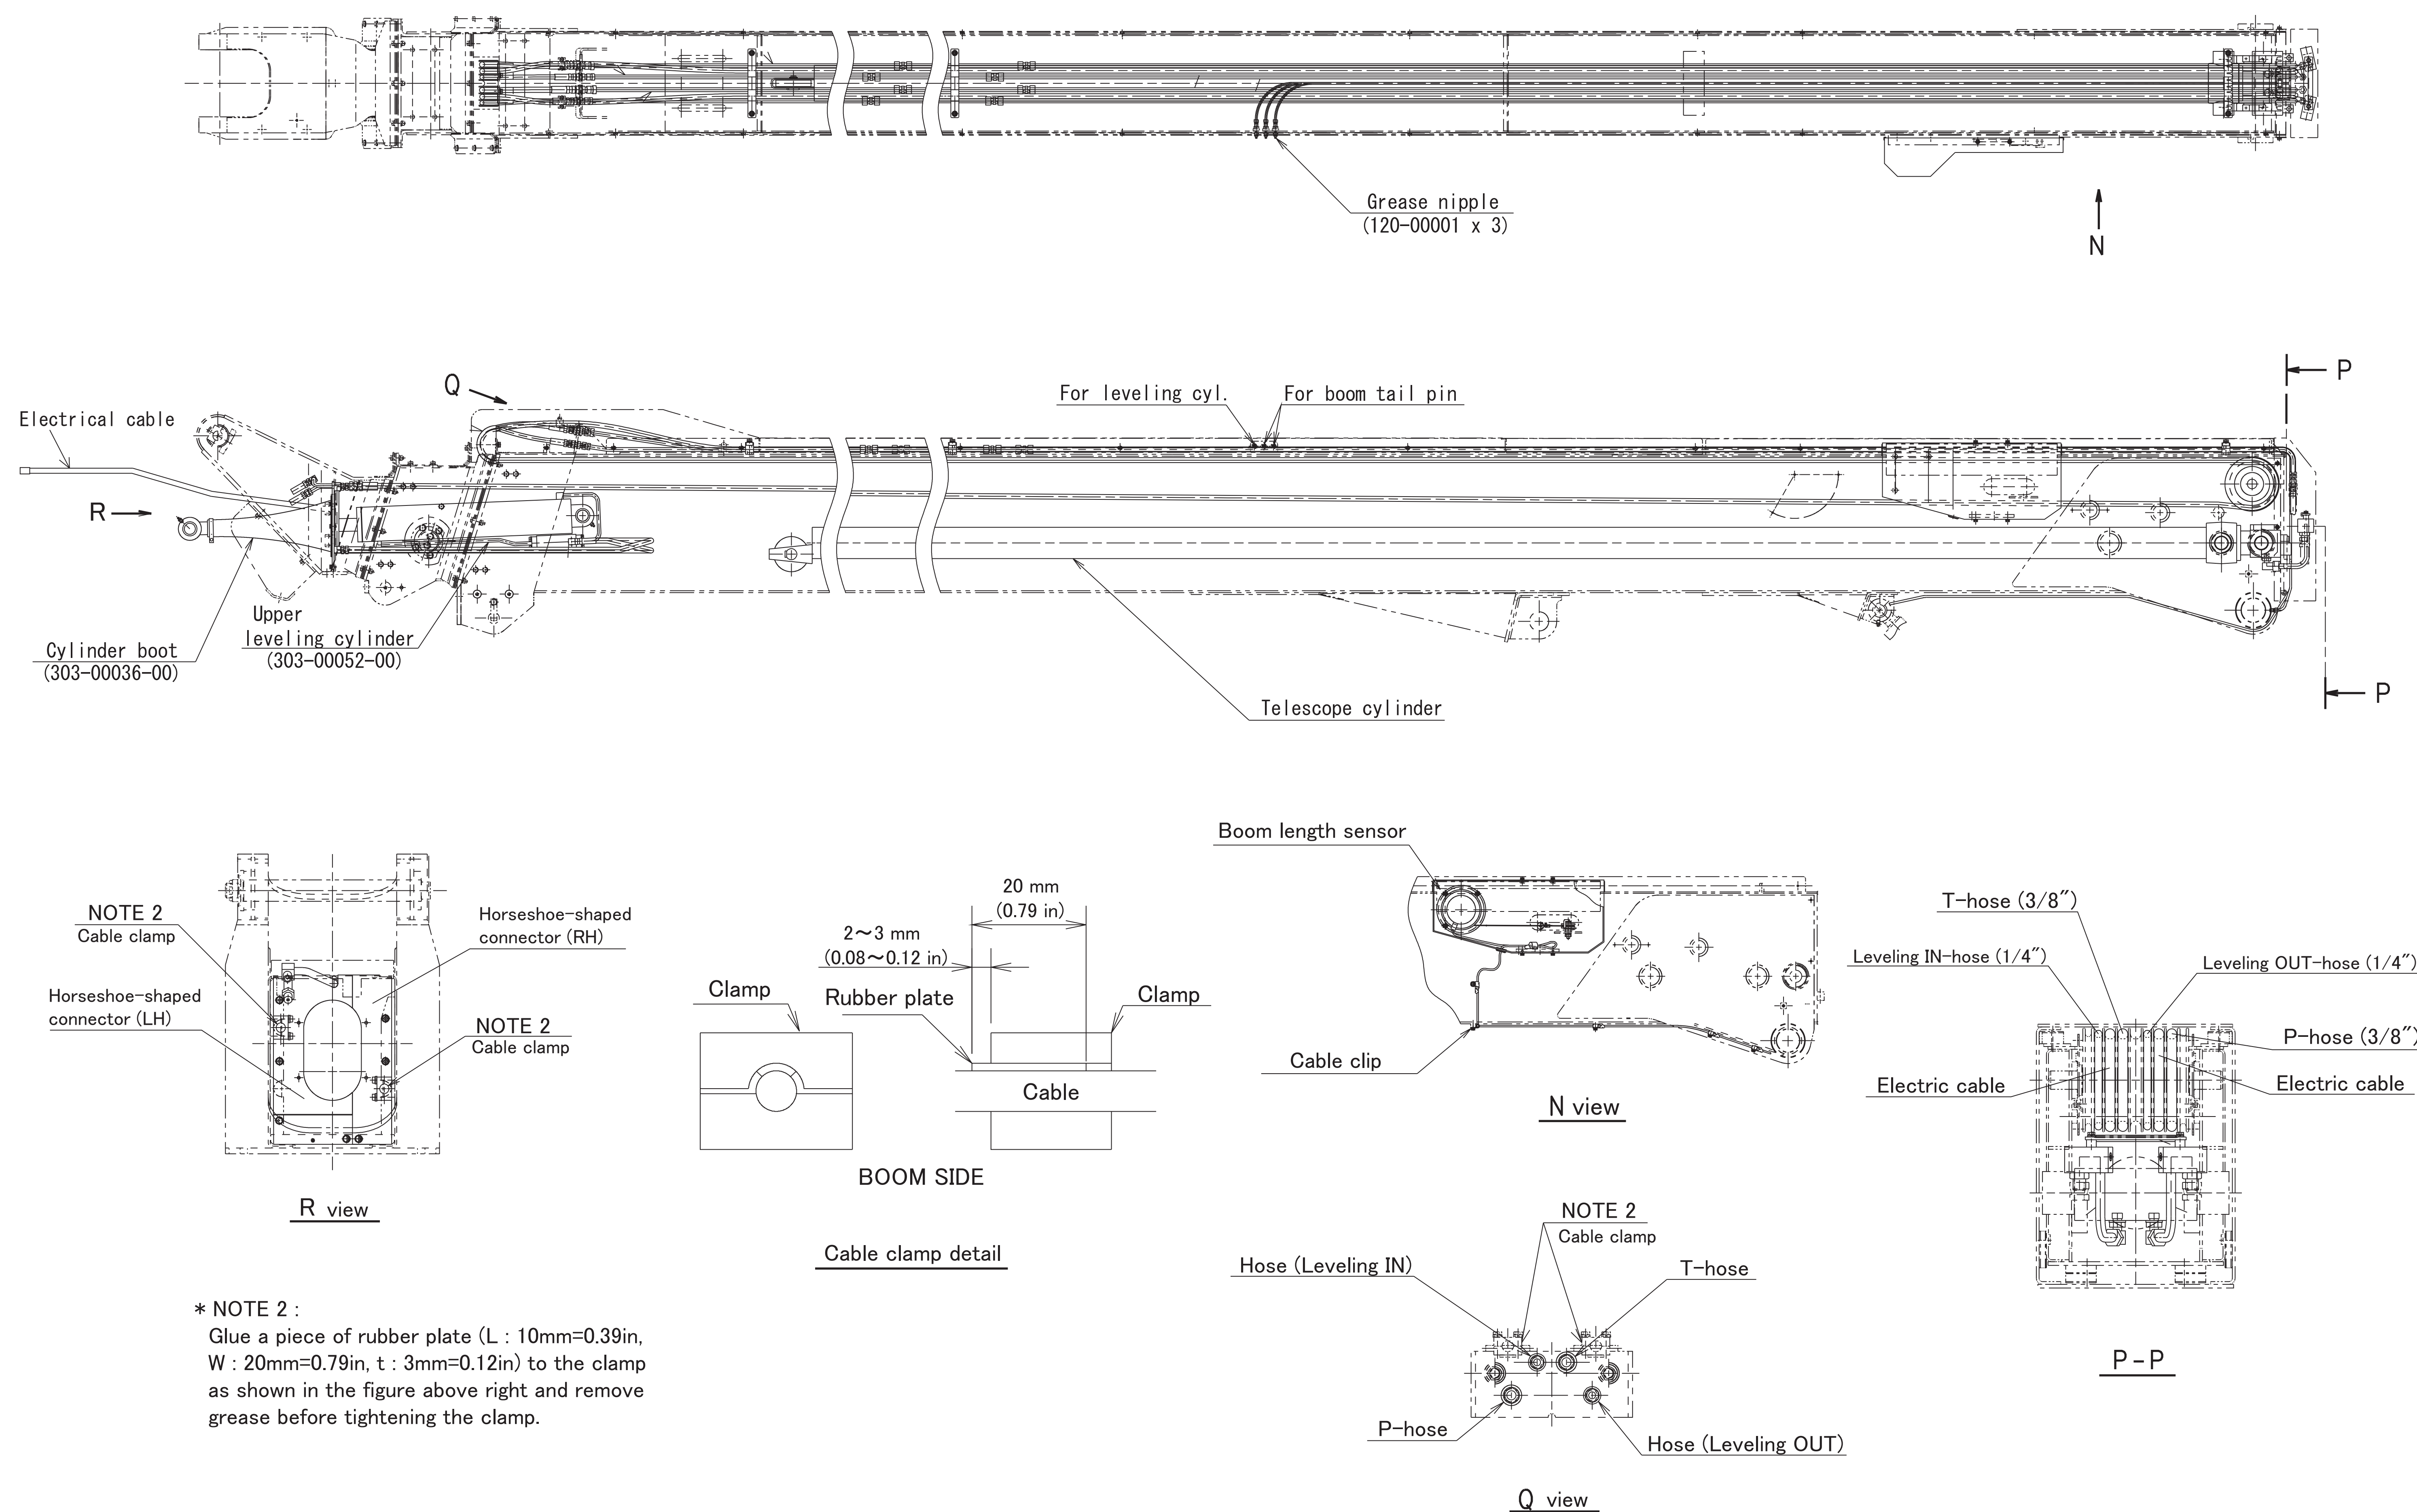 Grease nipple
(120-00001 x 3)
N
Q
P
For leveling cyl.
For boom tail pin
Electrical cable
R
Upper
leveling cylinder
(303-00052-00)
Cylinder boot
(303-00036-00)
P
Telescope cylinder
Boom length sensor
20 mm
(0.79 in)
NOTE 2
Cable clamp
Horseshoe-shaped
connector (RH)
2～3 mm
(0.08～0.12 in)
T-hose (3/8")
Leveling IN-hose (1/4")
Leveling OUT-hose (1/4")
Horseshoe-shaped
connector (LH)
Clamp
Rubber plate
Clamp
NOTE 2
Cable clamp
P-hose (3/8")
Cable clip
Cable
Electric cable
Electric cable
N view
BOOM SIDE
R view
Cable clamp detail
NOTE 2
Cable clamp
Hose (Leveling IN)
T-hose
* NOTE 2 :
Glue a piece of rubber plate (L : 10mm=0.39in,
W : 20mm=0.79in, t : 3mm=0.12in) to the clamp
as shown in the figure above right and remove
grease before tightening the clamp.
P-P
P-hose
Hose (Leveling OUT)
Q view